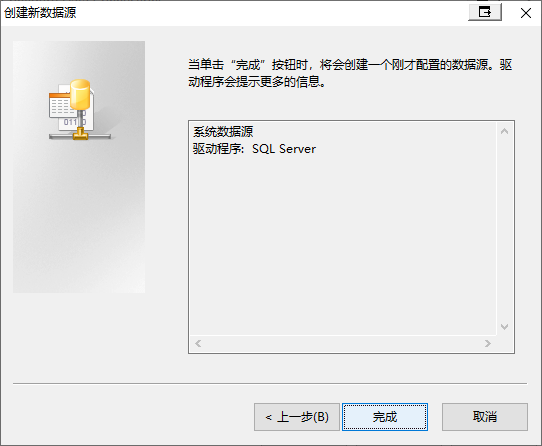 创建新数据源
当单击“完成”按钮时，将会创建一个刚才配置的数据源。驱
动程序会提示更多的信息。
系统数据源
驱动程序: SQL Server
< 上一步(B)
完成
取消